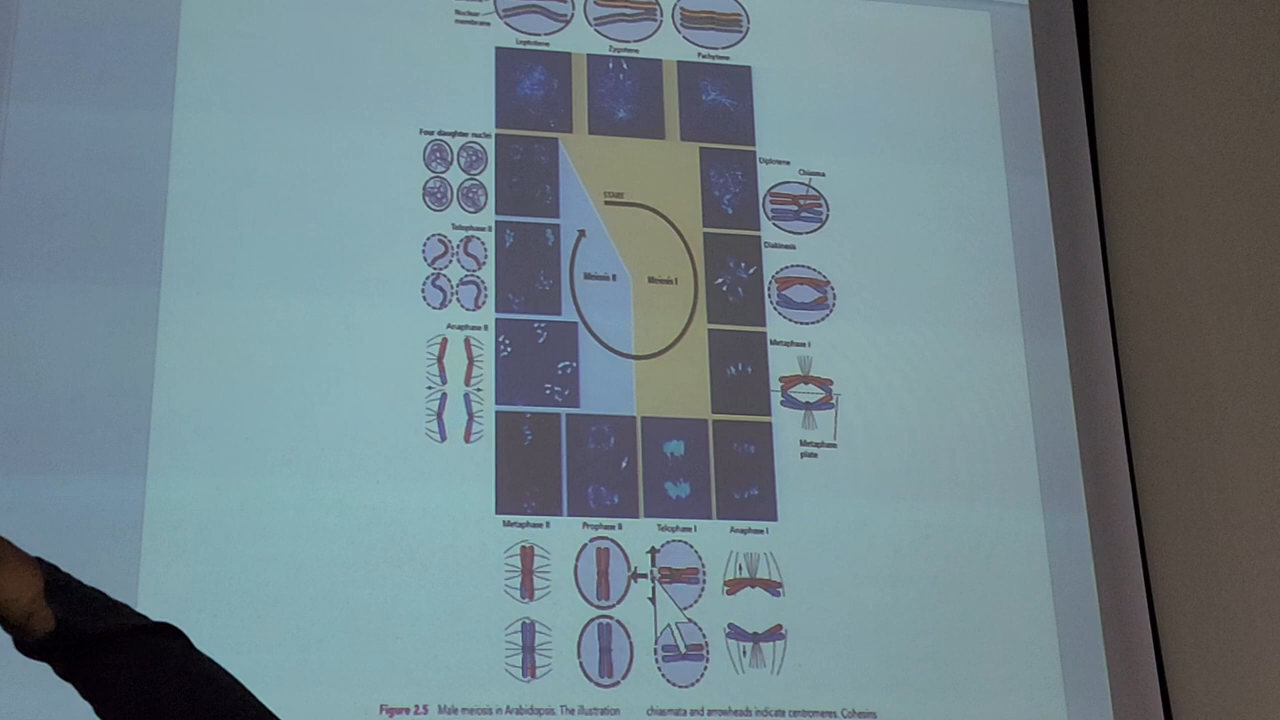 Nuclear
membrane
Leptotene
Zygotene
Pachytene
Four daughter nuclei
Diplotene
Chiasma
START
Telophase II
Diakinesis
Meiosis II
Meiosis I
Anaphase II
Metaphase I
Metaphase
plate
Metaphase II
Prophase II
Telophase I
Anaphase I
Figure 2.5 Male meiosis in Arabidopsis. The illustration
chiasmata and arrowheads indicate centromeres. Cohesins